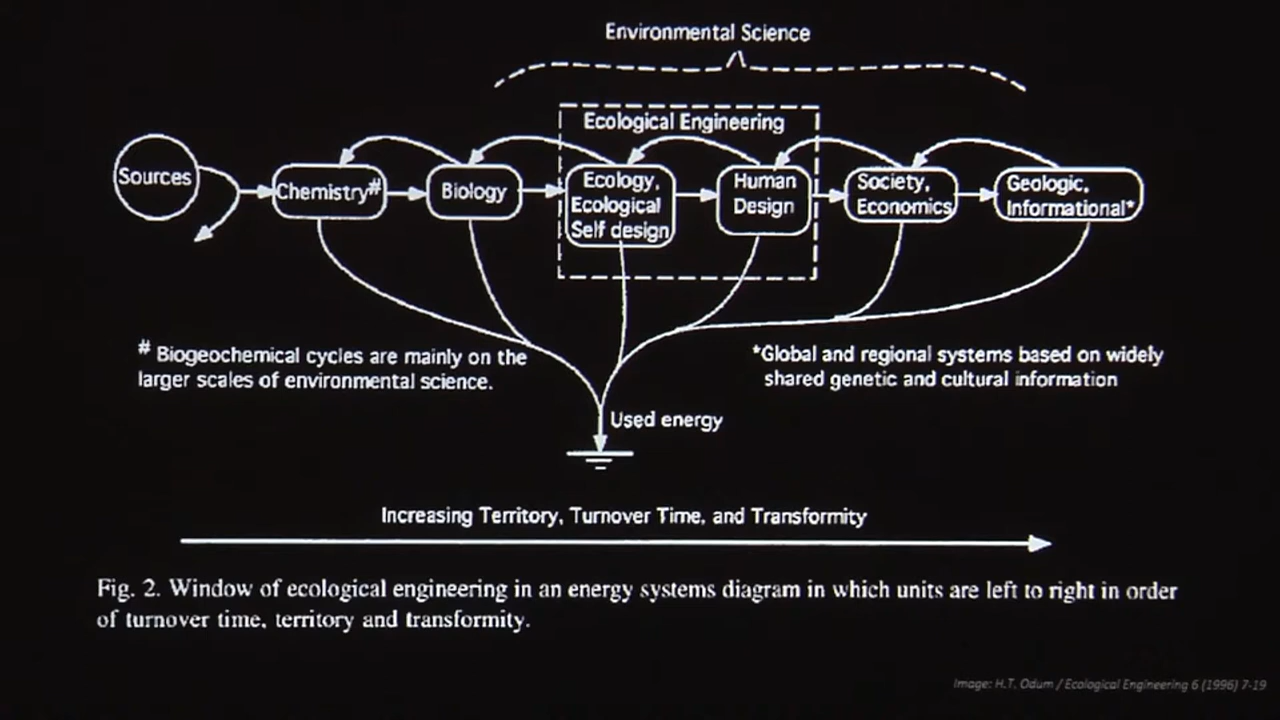 Environmental Science
Ecological Engineering
Sources
Chemistry#
Biology
Ecology,
Ecological
Self design
Human
Design
Society,
Economics
Geologic,
Informational*
# Biogeochemical cycles are mainly on the
larger scales of environmental science.
*Global and regional systems based on widely
shared genetic and cultural information
Used energy
Increasing Territory, Turnover Time, and Transformity
Fig. 2. Window of ecological engineering in an energy systems diagram in which units are left to right in order
of turnover time, territory and transformity.
Image: H.T. Odum / Ecological Engineering 6 (1996) 7-19